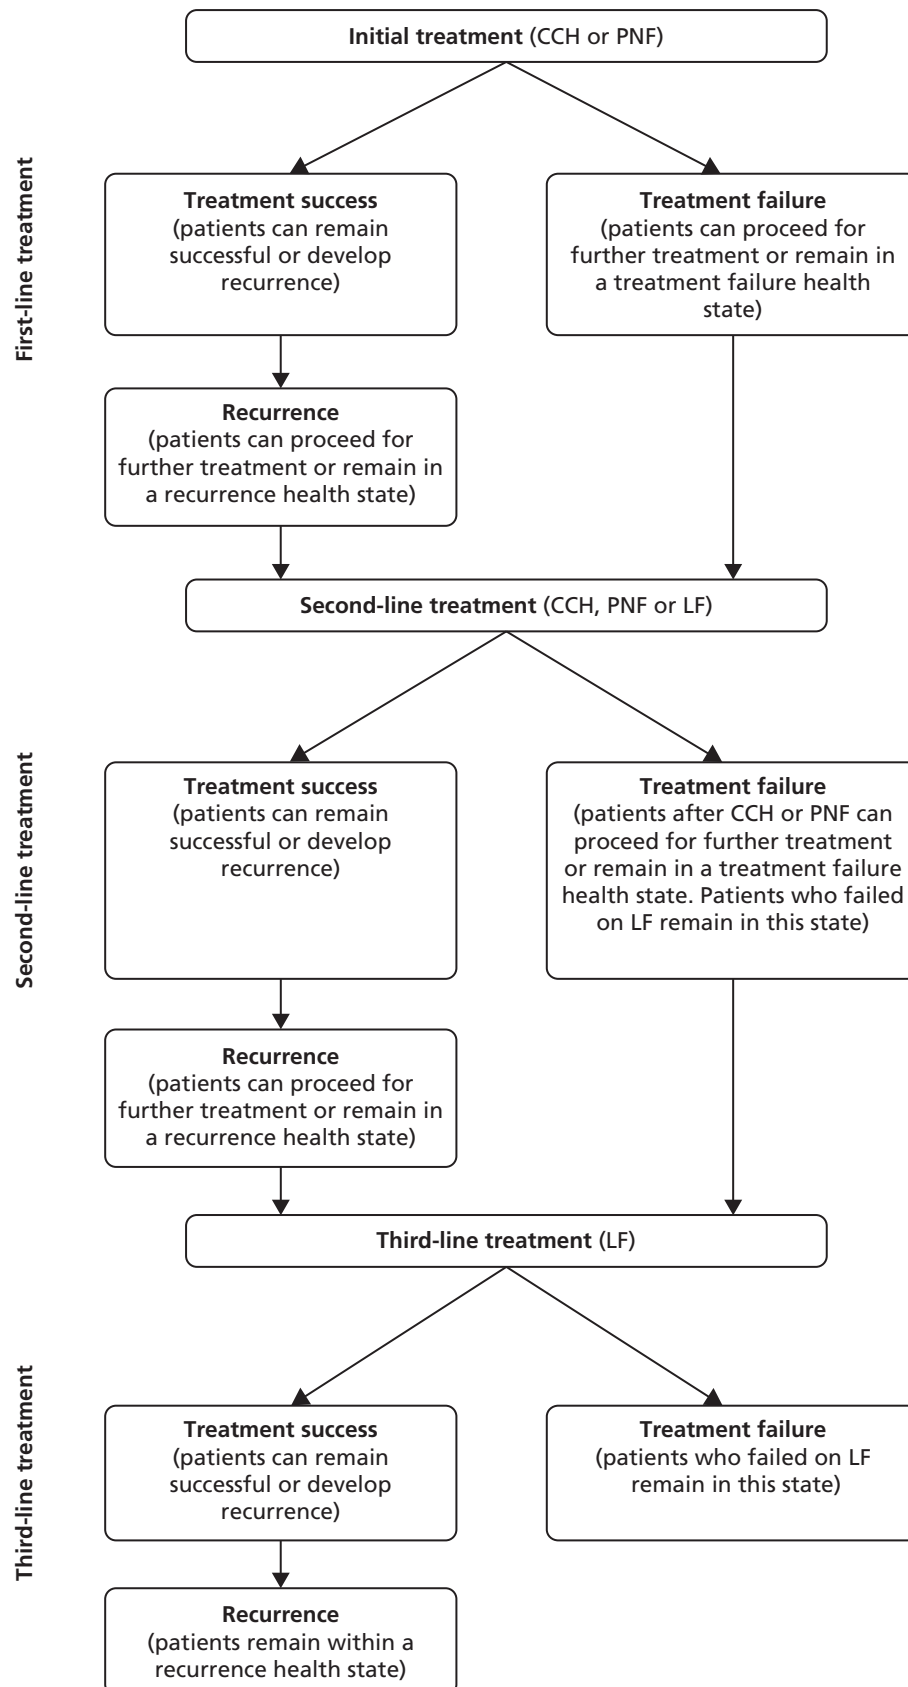 Initial treatment (CCH or PNF)
First-line treatment
Treatment success
(patients can remain
successful or develop
recurrence)
Treatment failure
(patients can proceed for
further treatment or remain in
a treatment failure health
state)
Recurrence
(patients can proceed for
further treatment or remain in
a recurrence health state)
Second-line treatment (CCH, PNF or LF)
Second-line treatment
Treatment success
(patients can remain
successful or develop
recurrence)
Treatment failure
(patients after CCH or PNF can
proceed for further treatment
or remain in a treatment failure
health state. Patients who failed
on LF remain in this state)
Recurrence
(patients can proceed for
further treatment or remain in
a recurrence health state)
Third-line treatment (LF)
Third-line treatment
Treatment success
(patients can remain
successful or develop
recurrence)
Treatment failure
(patients who failed on LF
remain in this state)
Recurrence
(patients remain within a
recurrence health state)